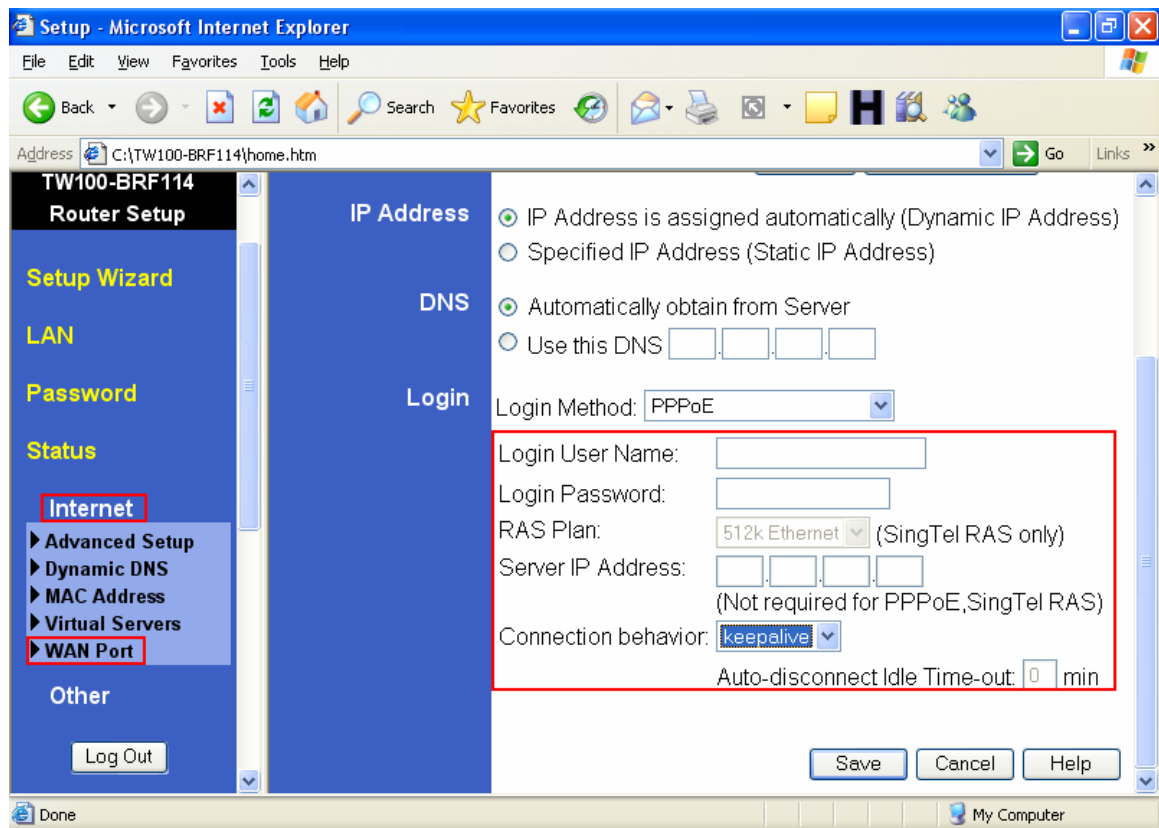 Setup - Microsoft Internet Explorer
File Edit View Favorites Tools Help
Back Search Favorites
Address C:\TW100-BRF114\home.htm Go Links »
TW100-BRF114
Router Setup
Setup Wizard
LAN
Password
Status
Internet
Advanced Setup
Dynamic DNS
MAC Address
Virtual Servers
WAN Port
Other
Log Out
IP Address
IP Address is assigned automatically (Dynamic IP Address)
Specified IP Address (Static IP Address)
DNS
Automatically obtain from Server
Use this DNS . . .
Login
Login Method: PPPoE
Login User Name:
Login Password:
RAS Plan: 512k Ethernet (SingTel RAS only)
Server IP Address: . . .
(Not required for PPPoE,SingTel RAS)
Connection behavior: keepalive
Auto-disconnect Idle Time-out: 0 min
Save Cancel Help
Done My Computer